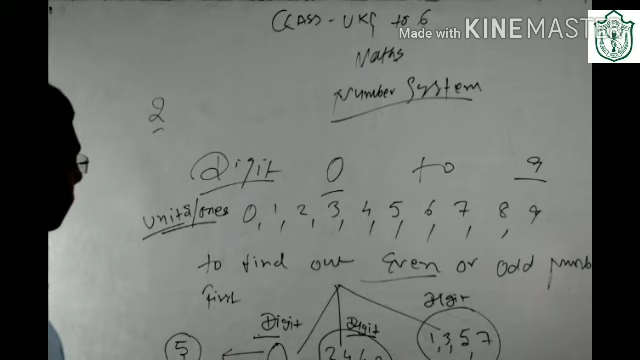 CLASS - UKG to 6
Made with KINEMASTER
Maths
Number System
2
Digit 0 to 9
units/ones 0, 1, 2, 3, 4, 5, 6, 7, 8, 9
to find out Even or odd Numbe
first
Digit Digit Digit
5 0 2 4 1, 3, 5, 7